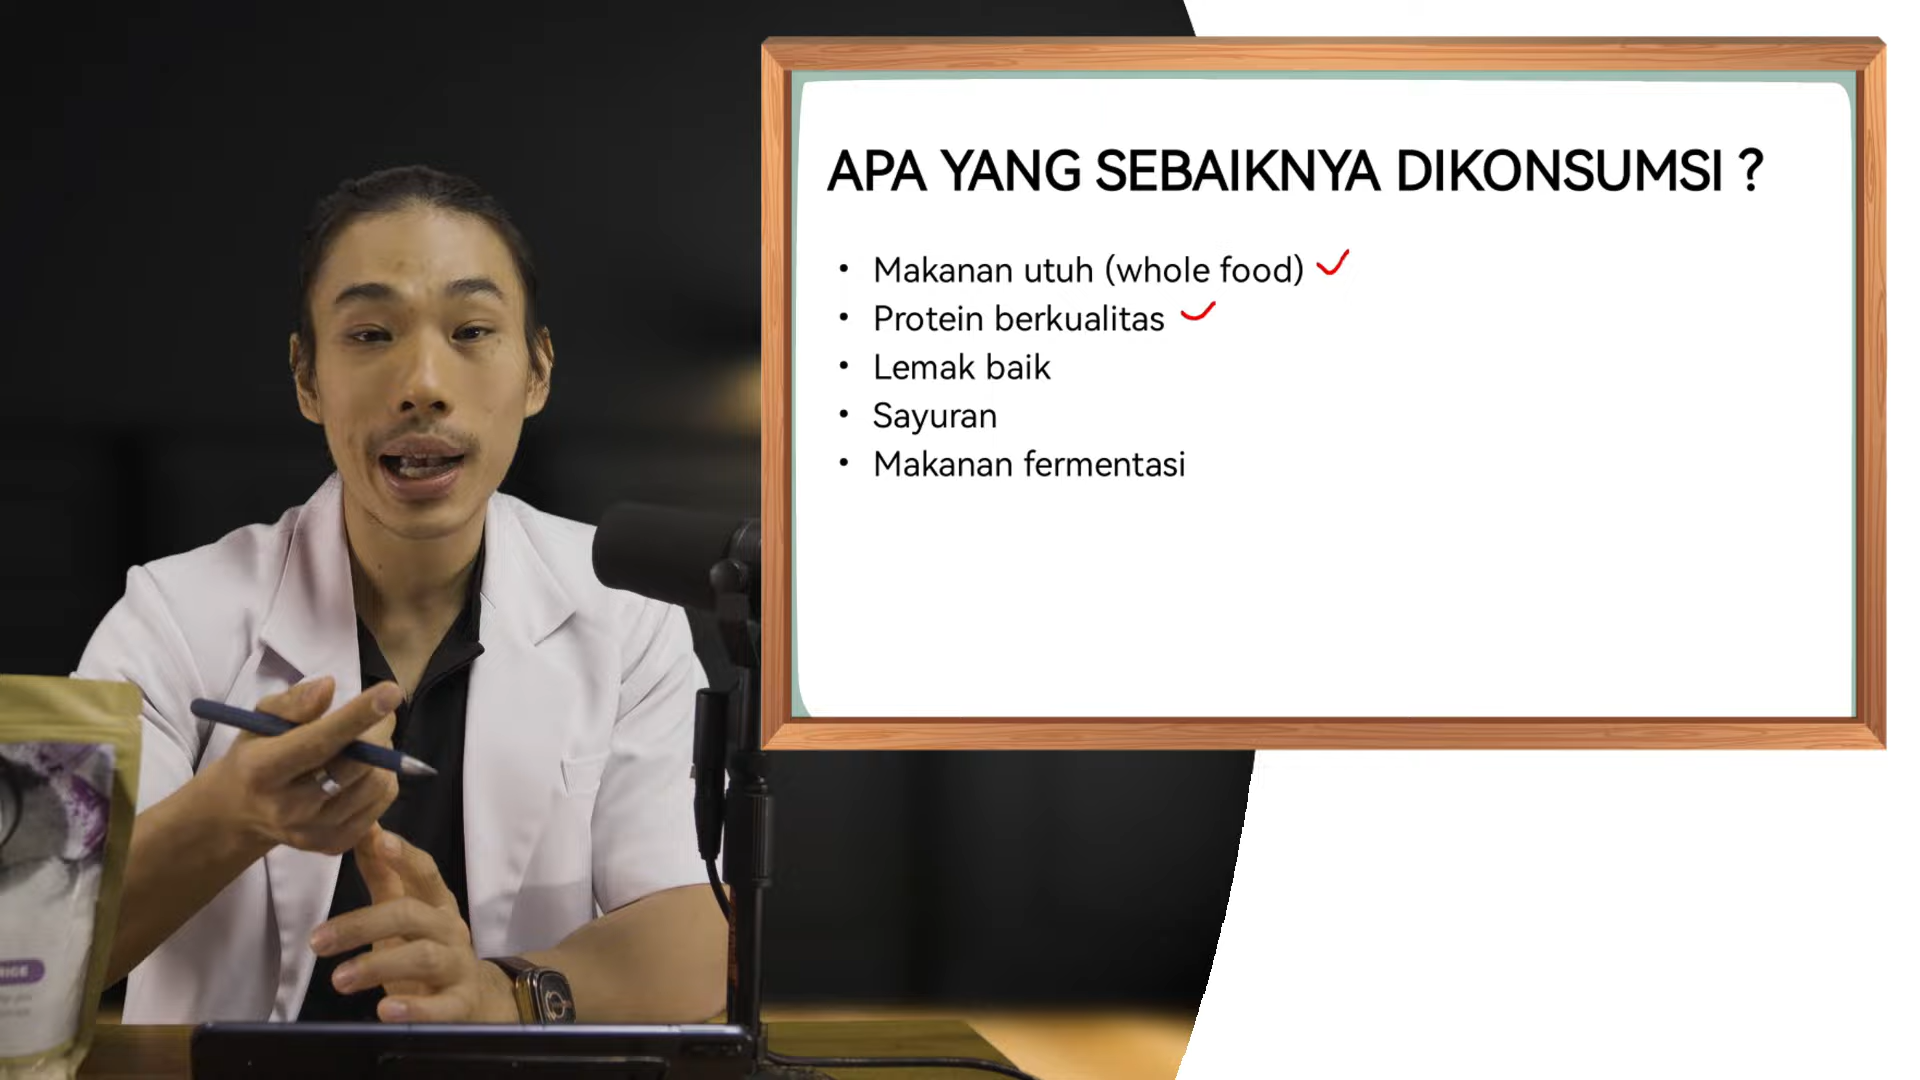 APA YANG SEBAIKNYA DIKONSUMSI ?
• Makanan utuh (whole food)
• Protein berkualitas
• Lemak baik
• Sayuran
• Makanan fermentasi